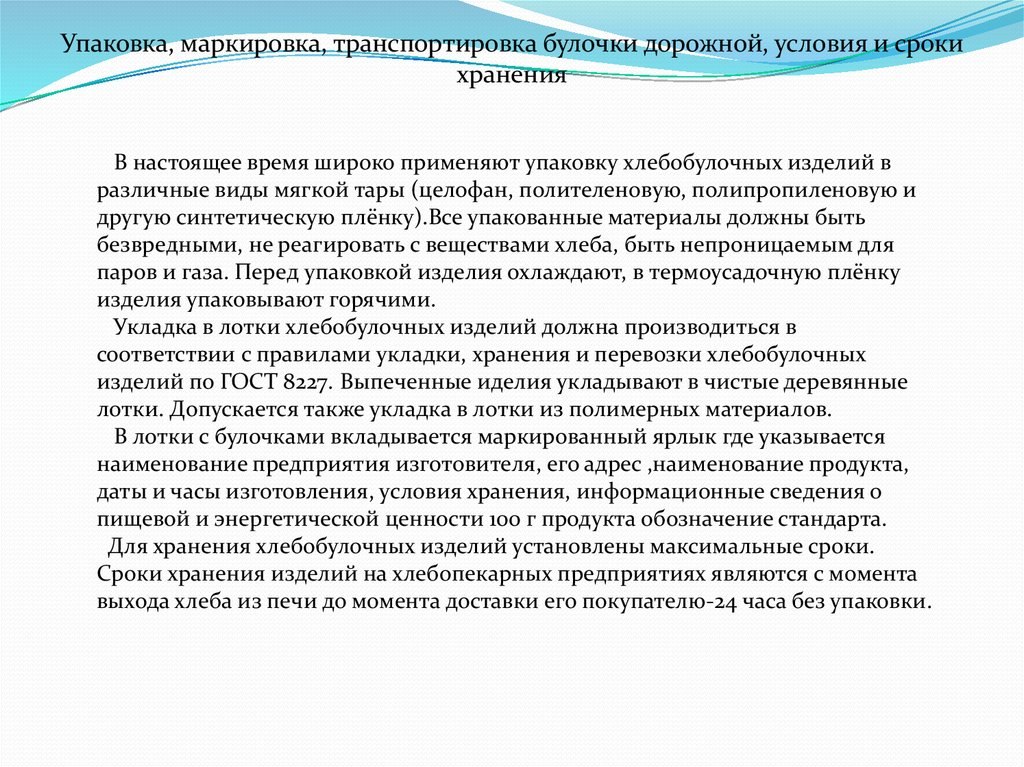 Упаковка, маркировка, транспортировка булочки дорожной, условия и сроки
хранения
В настоящее время широко применяют упаковку хлебобулочных изделий в
различные виды мягкой тары (целофан, полителеновую, полипропиленовую и
другую синтетическую плёнку).Все упакованные материалы должны быть
безвредными, не реагировать с веществами хлеба, быть непроницаемым для
паров и газа. Перед упаковкой изделия охлаждают, в термоусадочную плёнку
изделия упаковывают горячими.
Укладка в лотки хлебобулочных изделий должна производиться в
соответствии с правилами укладки, хранения и перевозки хлебобулочных
изделий по ГОСТ 8227. Выпеченные иделия укладывают в чистые деревянные
лотки. Допускается также укладка в лотки из полимерных материалов.
В лотки с булочками вкладывается маркированный ярлык где указывается
наименование предприятия изготовителя, его адрес ,наименование продукта,
даты и часы изготовления, условия хранения, информационные сведения о
пищевой и энергетической ценности 100 г продукта обозначение стандарта.
Для хранения хлебобулочных изделий установлены максимальные сроки.
Сроки хранения изделий на хлебопекарных предприятиях являются с момента
выхода хлеба из печи до момента доставки его покупателю-24 часа без упаковки.